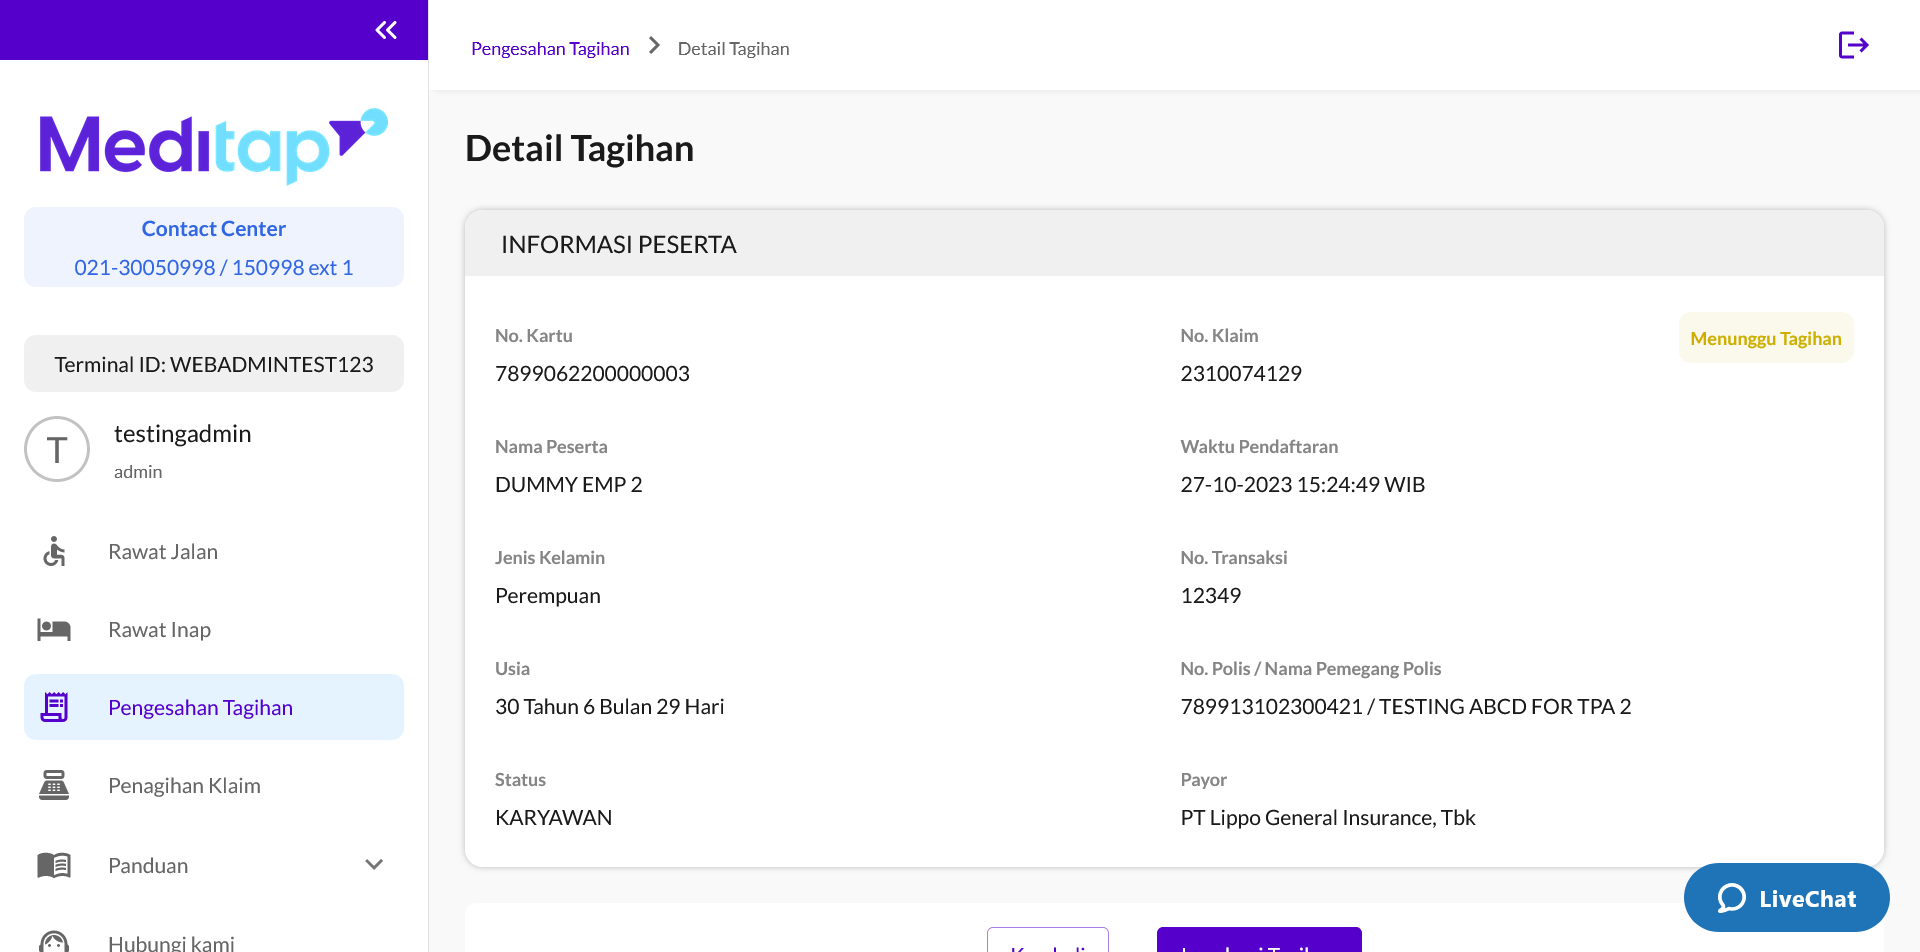 Pengesahan Tagihan > Detail Tagihan
Meditap
Contact Center
021-30050998 / 150998 ext 1
Terminal ID: WEBADMINTEST123
T
testingadmin
admin
Rawat Jalan
Rawat Inap
Pengesahan Tagihan
Penagihan Klaim
Panduan
Hubungi kami
Detail Tagihan
INFORMASI PESERTA
No. Kartu
7899062200000003
No. Klaim
2310074129
Menunggu Tagihan
Nama Peserta
DUMMY EMP 2
Waktu Pendaftaran
27-10-2023 15:24:49 WIB
Jenis Kelamin
Perempuan
No. Transaksi
12349
Usia
30 Tahun 6 Bulan 29 Hari
No. Polis / Nama Pemegang Polis
789913102300421 / TESTING ABCD FOR TPA 2
Status
KARYAWAN
Payor
PT Lippo General Insurance, Tbk
LiveChat